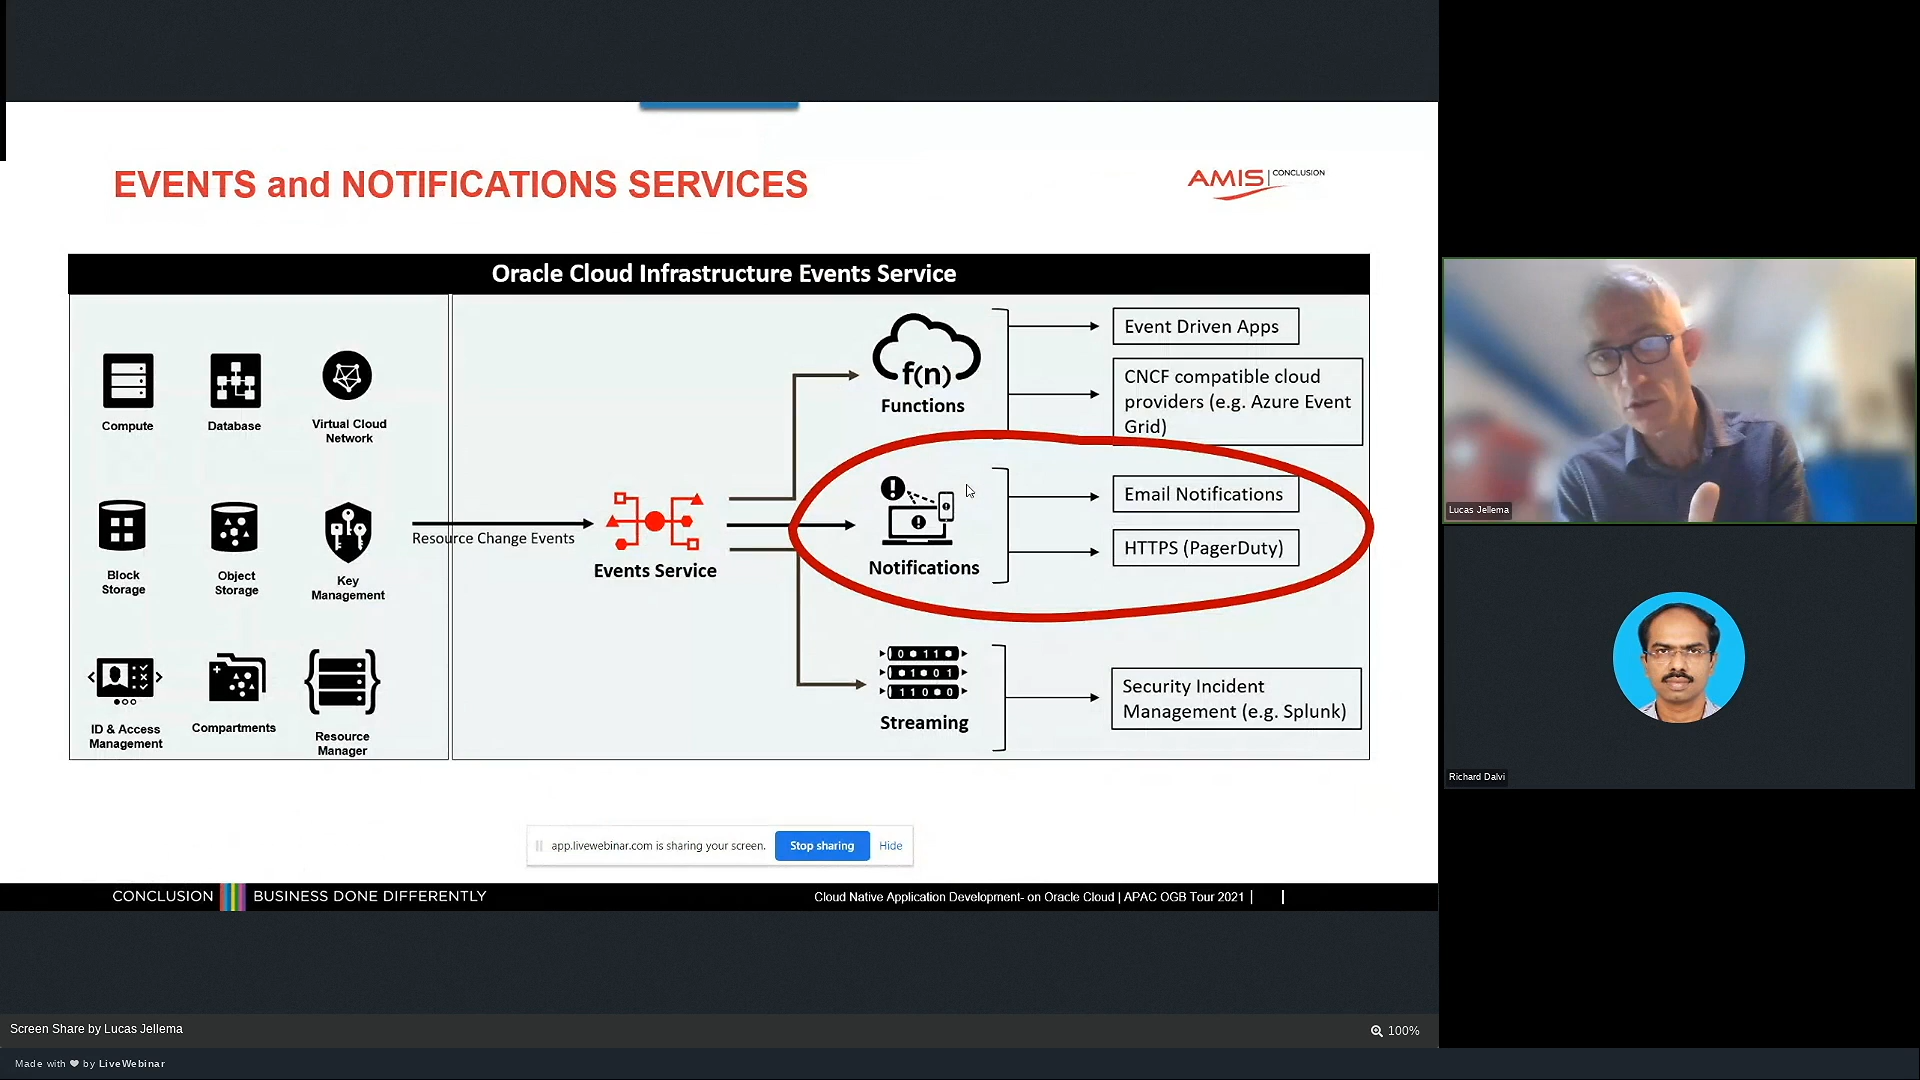 EVENTS and NOTIFICATIONS SERVICES
AMIS CONCLUSION
Oracle Cloud Infrastructure Events Service
Compute
Database
Virtual Cloud
Network
Block
Storage
Object
Storage
Key
Management
ID & Access
Management
Compartments
Resource
Manager
Resource Change Events
Events Service
f(n)
Functions
Event Driven Apps
CNCF compatible cloud
providers (e.g. Azure Event
Grid)
Notifications
Email Notifications
HTTPS (PagerDuty)
Streaming
Security Incident
Management (e.g. Splunk)
app.livewebinar.com is sharing your screen.
Stop sharing
Hide
CONCLUSION BUSINESS DONE DIFFERENTLY
Cloud Native Application Development- on Oracle Cloud | APAC OGB Tour 2021 |
Lucas Jellema
Richard Dalvi
Screen Share by Lucas Jellema
100%
Made with ❤ by LiveWebinar